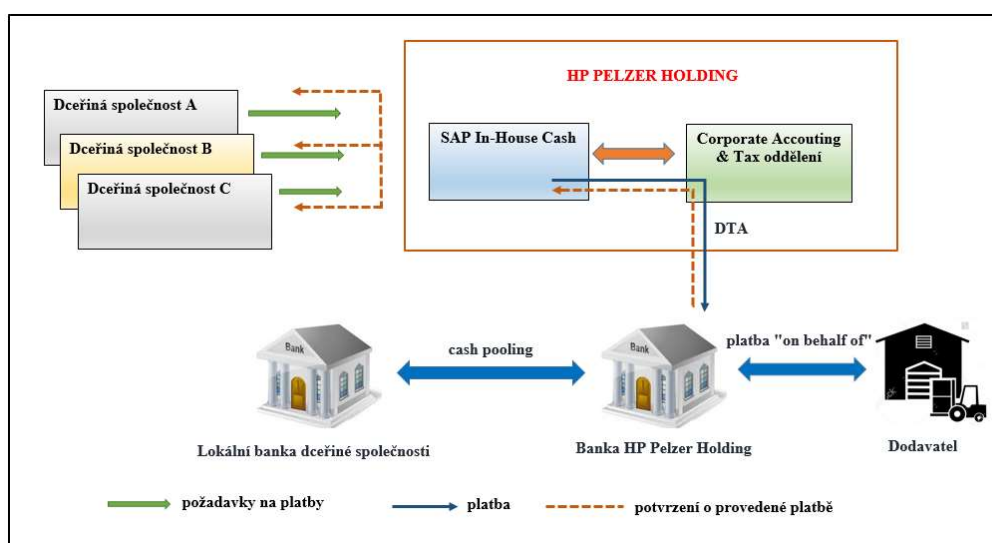 HP PELZER HOLDING
Dceřiná společnost A
Dceřiná společnost B
Dceřiná společnost C
SAP In-House Cash
Corporate Accouting
& Tax oddělení
DTA
Bank
cash pooling
Bank
platba "on behalf of"
Lokální banka dceřiné společnosti
Banka HP Pelzer Holding
Dodavatel
požadavky na platby
platba
potvrzení o provedené platbě